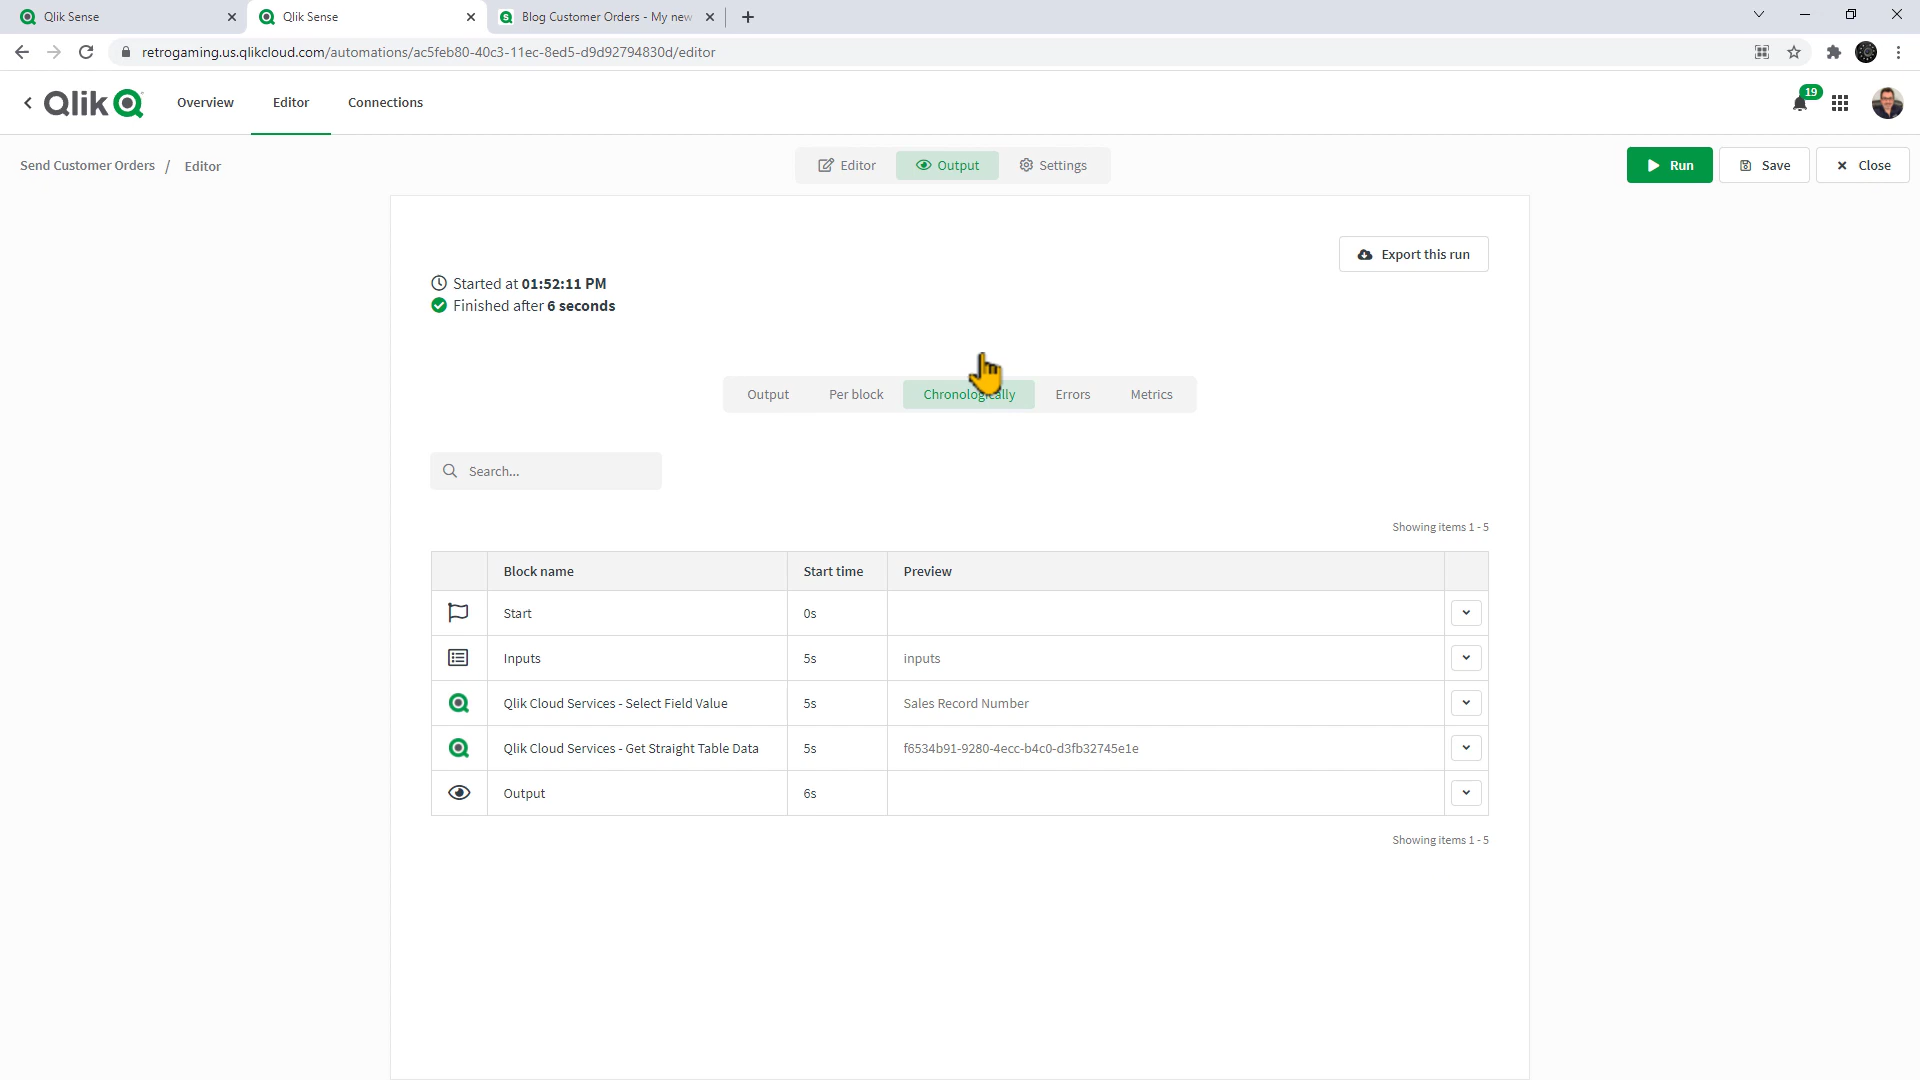 Qlik Sense
Qlik Sense
Blog Customer Orders - My new
retrogaming.us.qlikcloud.com/automations/ac5feb80-40c3-11ec-8ed5-d9d92794830d/editor
Qlik
Overview
Editor
Connections
19
Send Customer Orders / Editor
Editor
Output
Settings
Run
Save
Close
Export this run
Started at 01:52:11 PM
Finished after 6 seconds
Output
Per block
Chronologically
Errors
Metrics
Search...
Showing items 1 - 5
Block name
Start time
Preview
Start
0s
Inputs
5s
inputs
Qlik Cloud Services - Select Field Value
5s
Sales Record Number
Qlik Cloud Services - Get Straight Table Data
5s
f6534b91-9280-4ecc-b4c0-d3fb32745e1e
Output
6s
Showing items 1 - 5